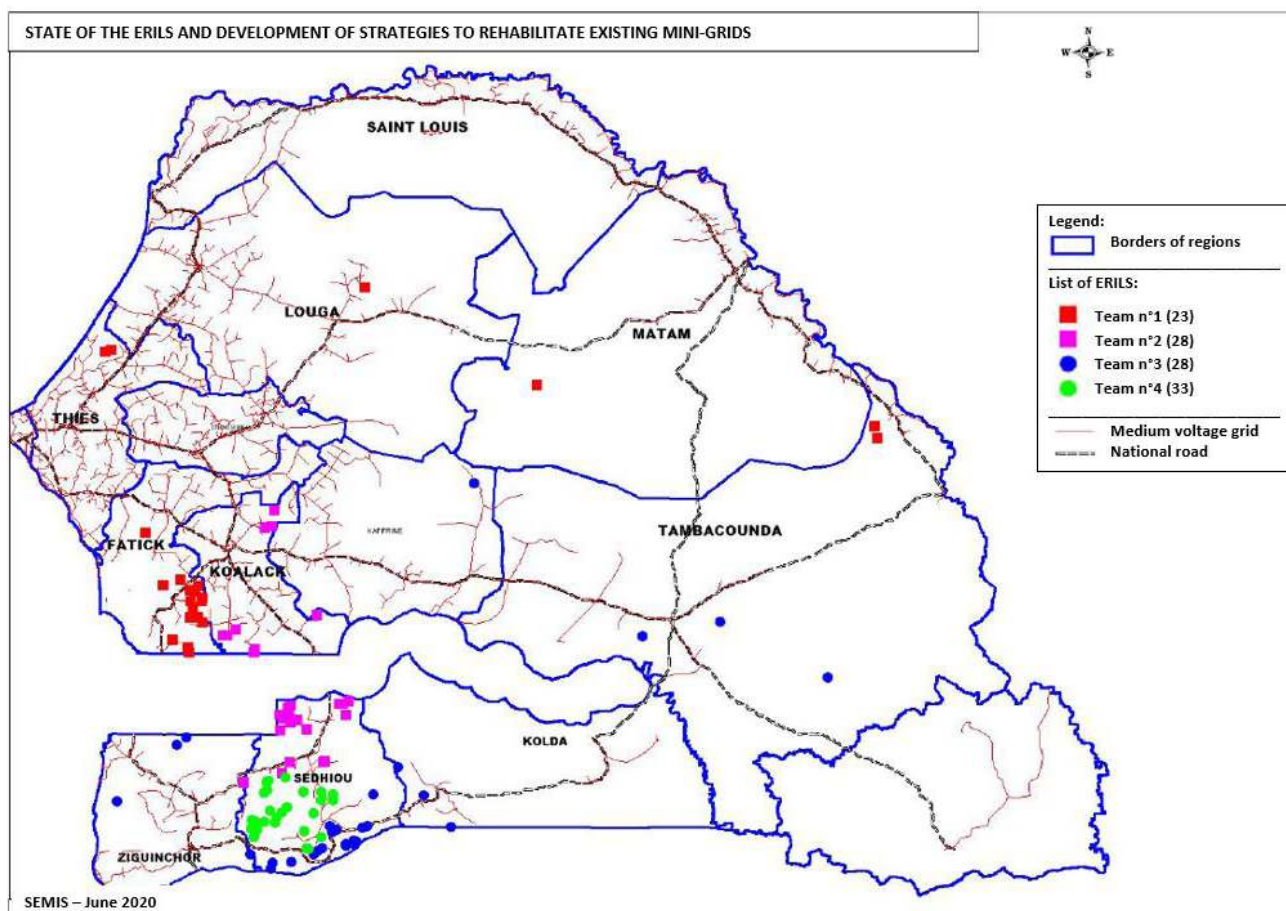 STATE OF THE ERILS AND DEVELOPMENT OF STRATEGIES TO REHABILITATE EXISTING MINI-GRIDS
N
W E
S
SAINT LOUIS
Legend:
Borders of regions
List of ERILS:
Team n°1 (23)
Team n°2 (28)
Team n°3 (28)
Team n°4 (33)
Medium voltage grid
National road
LOUGA
MATAM
THIES
KAFFRINE
TAMBACOUNDA
FATICK
KOALACK
KOLDA
SEDHIOU
ZIGUINCHOR
SEMIS – June 2020